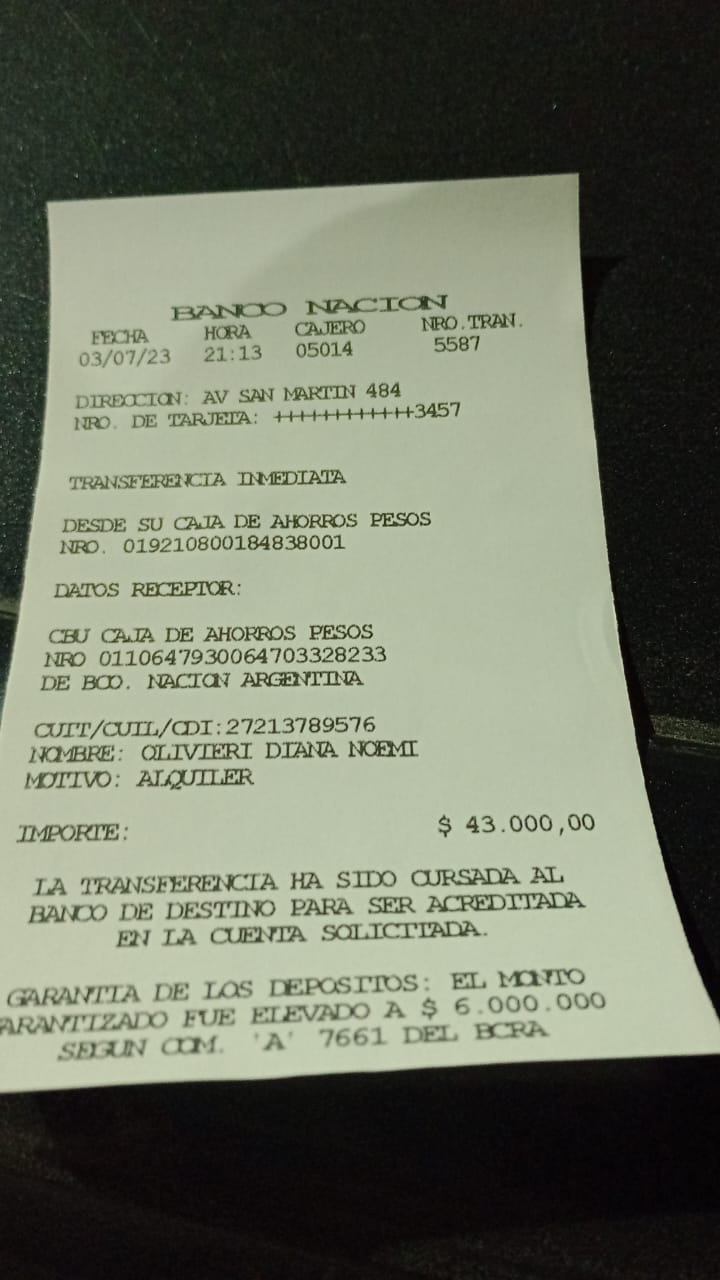 BANCO NACION
FECHA HORA CAJERO NRO.TRAN.
03/07/23 21:13 05014 5587
DIRECCION: AV SAN MARTIN 484
NRO. DE TARJETA: ++++++++++++3457
TRANSFERENCIA INMEDIATA
DESDE SU CAJA DE AHORROS PESOS
NRO. 019210800184838001
DATOS RECEPTOR:
CBU CAJA DE AHORROS PESOS
NRO 0110647930064703328233
DE BCO. NACION ARGENTINA
CUIT/CUIL/CDI:27213789576
NOMBRE: OLIVIERI DIANA NOEMI
MOTIVO: ALQUILER
IMPORTE: $ 43.000,00
LA TRANSFERENCIA HA SIDO CURSADA AL
BANCO DE DESTINO PARA SER ACREDITADA
EN LA CUENTA SOLICITADA.
GARANTIA DE LOS DEPOSITOS: EL MONTO
ARANTIZADO FUE ELEVADO A $ 6.000.000
SEGUN COM. 'A' 7661 DEL BCRA